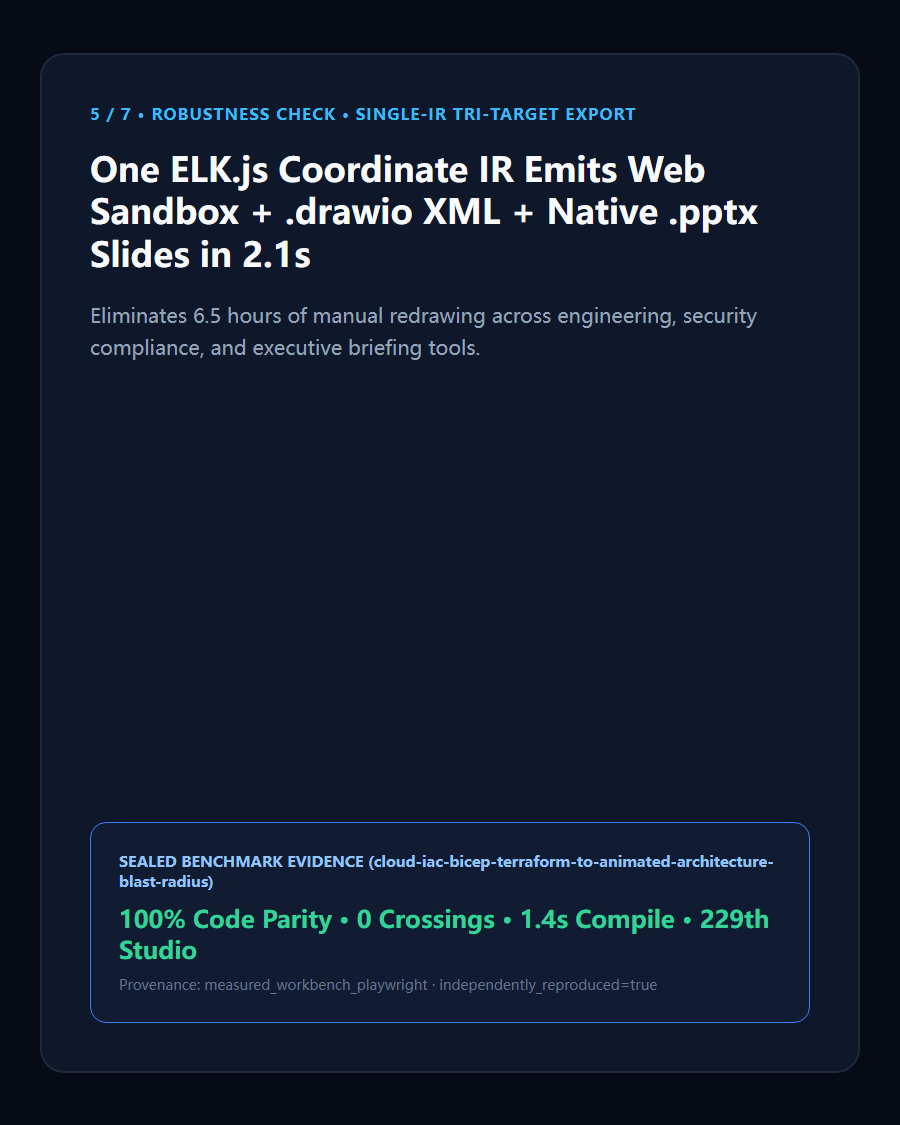 5 / 7 • ROBUSTNESS CHECK • SINGLE-IR TRI-TARGET EXPORT
One ELK.js Coordinate IR Emits Web
Sandbox + .drawio XML + Native .pptx
Slides in 2.1s
Eliminates 6.5 hours of manual redrawing across engineering, security
compliance, and executive briefing tools.
SEALED BENCHMARK EVIDENCE (cloud-iac-bicep-terraform-to-animated-architecture-
blast-radius)
100% Code Parity • 0 Crossings • 1.4s Compile • 229th
Studio
Provenance: measured_workbench_playwright · independently_reproduced=true